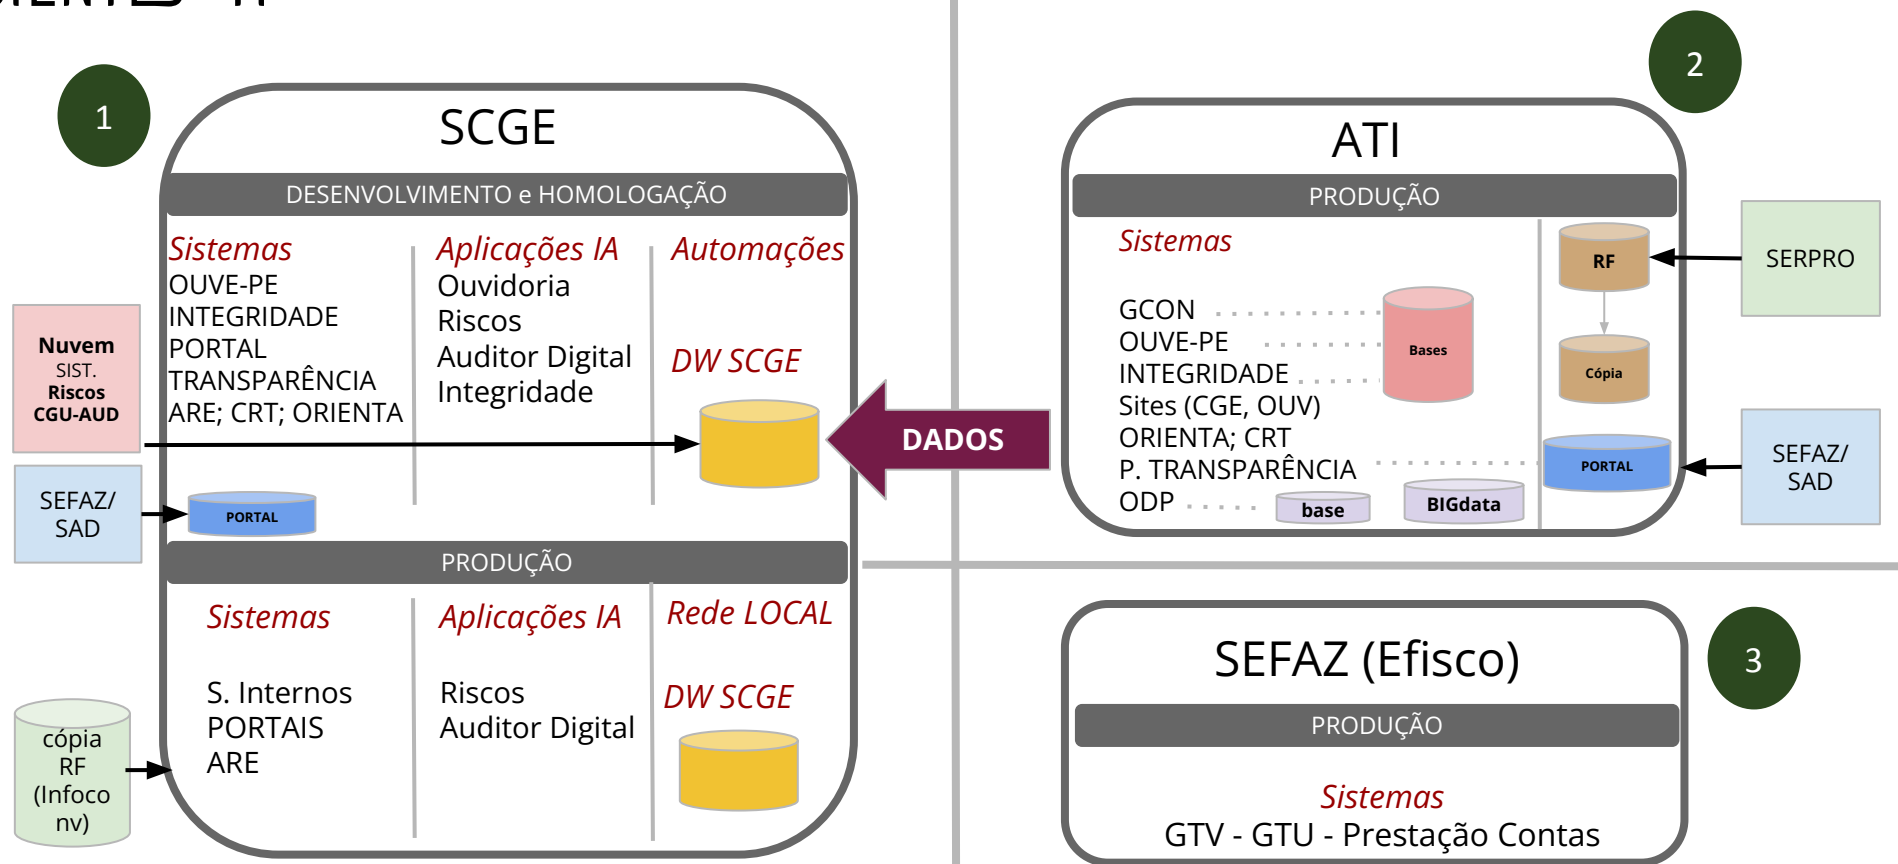 1
SCGE
DESENVOLVIMENTO e HOMOLOGAÇÃO
Sistemas
OUVE-PE
INTEGRIDADE
PORTAL
TRANSPARÊNCIA
ARE; CRT; ORIENTA
Aplicações IA
Ouvidoria
Riscos
Auditor Digital
Integridade
Automações
DW SCGE
Nuvem
SIST.
Riscos
CGU-AUD
SEFAZ/
SAD
PORTAL
DADOS
PRODUÇÃO
Sistemas
S. Internos
PORTAIS
ARE
Aplicações IA
Riscos
Auditor Digital
Rede LOCAL
DW SCGE
cópia
RF
(Infoco
nv)
2
ATI
PRODUÇÃO
Sistemas
GCON
OUVE-PE
INTEGRIDADE
Sites (CGE, OUV)
ORIENTA; CRT
P. TRANSPARÊNCIA
ODP
Bases
base
BIGdata
RF
Cópia
PORTAL
SERPRO
SEFAZ/
SAD
3
SEFAZ (Efisco)
PRODUÇÃO
Sistemas
GTV - GTU - Prestação Contas